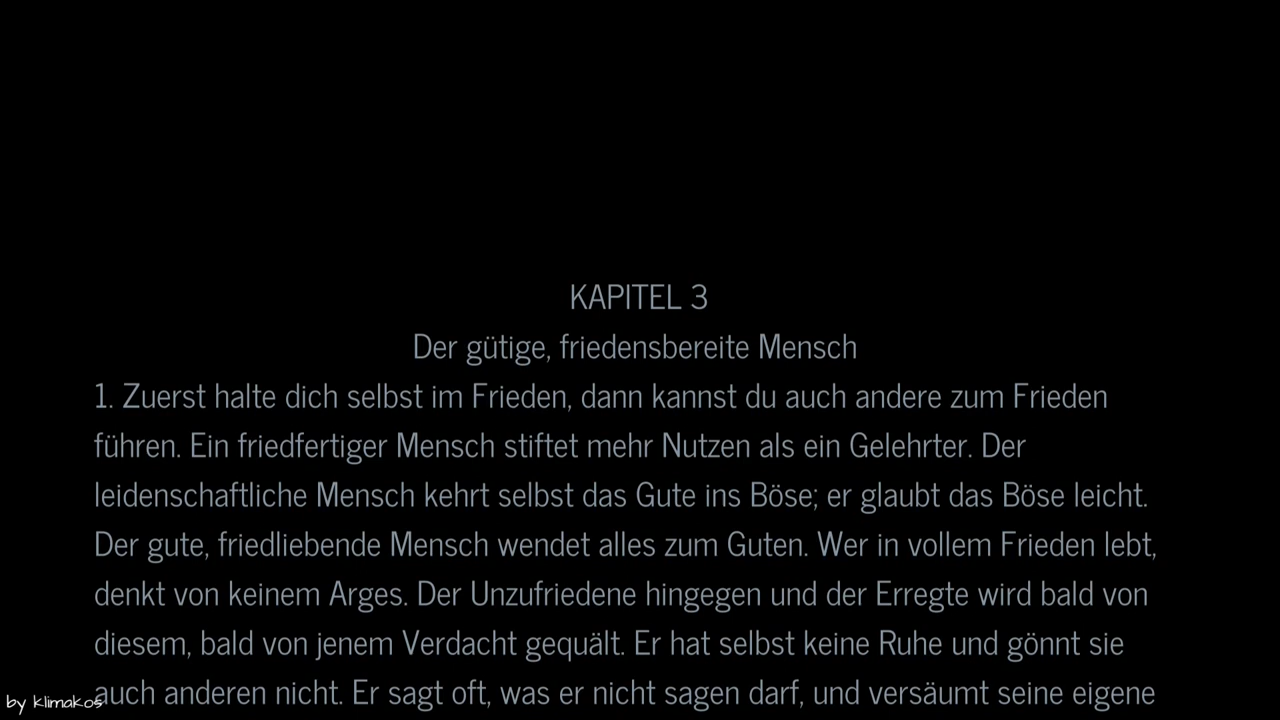 KAPITEL 3
Der gütige, friedensbereite Mensch
1. Zuerst halte dich selbst im Frieden, dann kannst du auch andere zum Frieden
führen. Ein friedfertiger Mensch stiftet mehr Nutzen als ein Gelehrter. Der
leidenschaftliche Mensch kehrt selbst das Gute ins Böse; er glaubt das Böse leicht.
Der gute, friedliebende Mensch wendet alles zum Guten. Wer in vollem Frieden lebt,
denkt von keinem Arges. Der Unzufriedene hingegen und der Erregte wird bald von
diesem, bald von jenem Verdacht gequält. Er hat selbst keine Ruhe und gönnt sie
auch anderen nicht. Er sagt oft, was er nicht sagen darf, und versäumt seine eigene
by klimakos